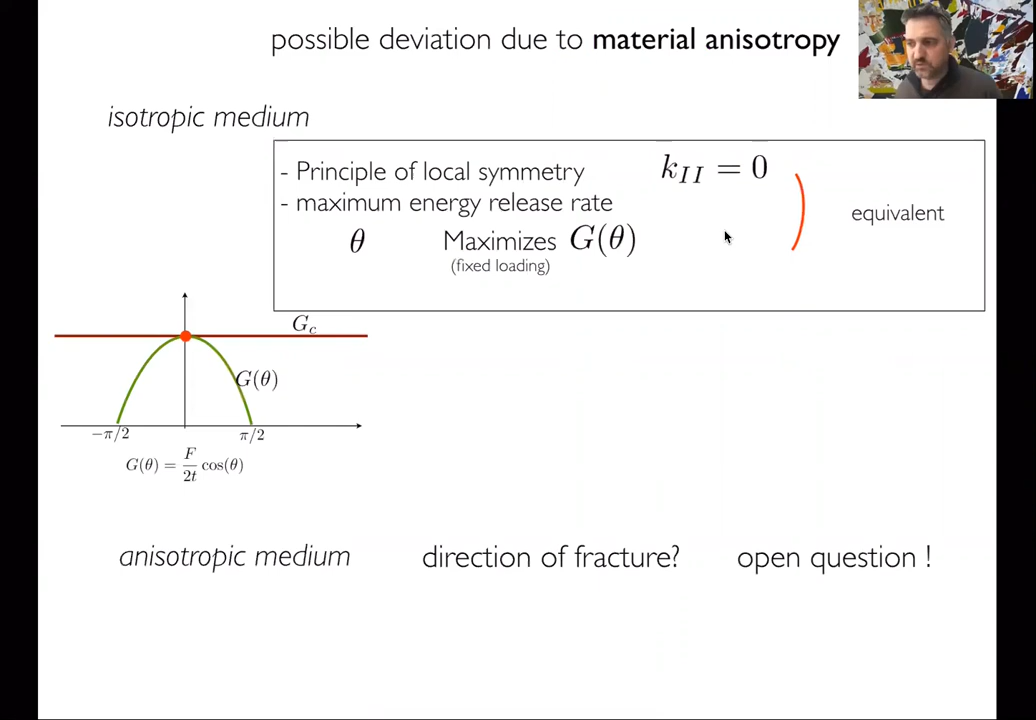 possible deviation due to material anisotropy
isotropic medium
- Principle of local symmetry k_{II} = 0
- maximum energy release rate
equivalent
θ Maximizes G(θ)
(fixed loading)
G_c
G(θ)
−π/2 π/2
G(θ) = \frac{F}{2t} cos(θ)
anisotropic medium direction of fracture? open question !